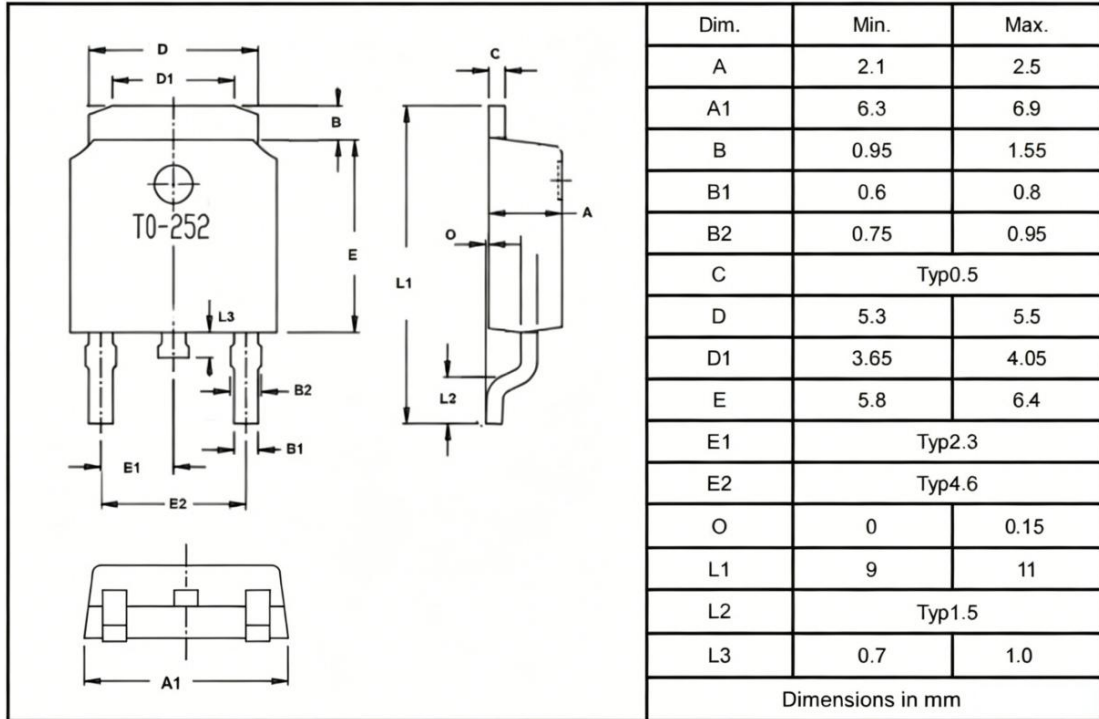 D
D1
C
B
TO-252
A
O
E
L1
L3
B2
L2
B1
E1
E2
A1
Dim. Min. Max.
A 2.1 2.5
A1 6.3 6.9
B 0.95 1.55
B1 0.6 0.8
B2 0.75 0.95
C Typ0.5
D 5.3 5.5
D1 3.65 4.05
E 5.8 6.4
E1 Typ2.3
E2 Typ4.6
O 0 0.15
L1 9 11
L2 Typ1.5
L3 0.7 1.0
Dimensions in mm